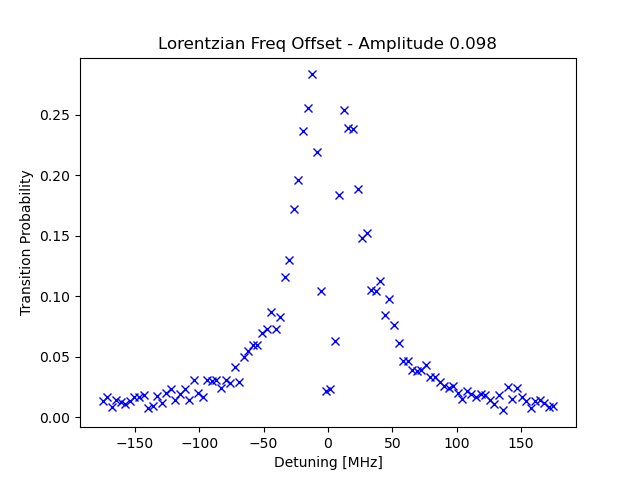 Lorentzian Freq Offset - Amplitude 0.098
0.25
0.20
0.15
0.10
0.05
0.00
Transition Probability
−150 −100 −50 0 50 100 150
Detuning [MHz]